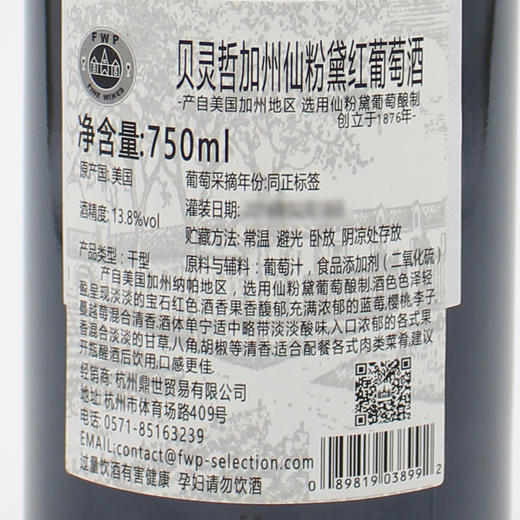 FWP
FINE WINES
贝灵哲加州仙粉黛红葡萄酒
-产自美国加州地区 选用仙粉黛葡萄酿制
创立于1876年-
净含量:750ml
原产国: 美国
葡萄采摘年份:同正标签
酒精度: 13.8%vol
灌装日期:
贮藏方法: 常温 避光 卧放 阴凉处存放
产品类型: 干型
原料与辅料: 葡萄汁, 食品添加剂 (二氧化硫)
产自美国加州纳帕地区, 选用仙粉黛葡萄酿制.酒色色泽轻
盈呈现淡淡的宝石红色.酒香果香馥郁,充满浓郁的蓝莓,樱桃,李子,
蔓越莓混合清香.酒体单宁适中略带淡淡酸味,入口浓郁的各式果
香混合淡淡的甘草,八角,胡椒等清香,适合配餐各式肉类菜肴,建议
开瓶醒酒后饮用,口感更佳.
经销商: 杭州鼎世贸易有限公司
地址: 杭州市体育场路409号
电话: 0571-85163239
EMAIL:contact@fwp-selection.com
过量饮酒有害健康 孕妇请勿饮酒
0 89819 03899 2